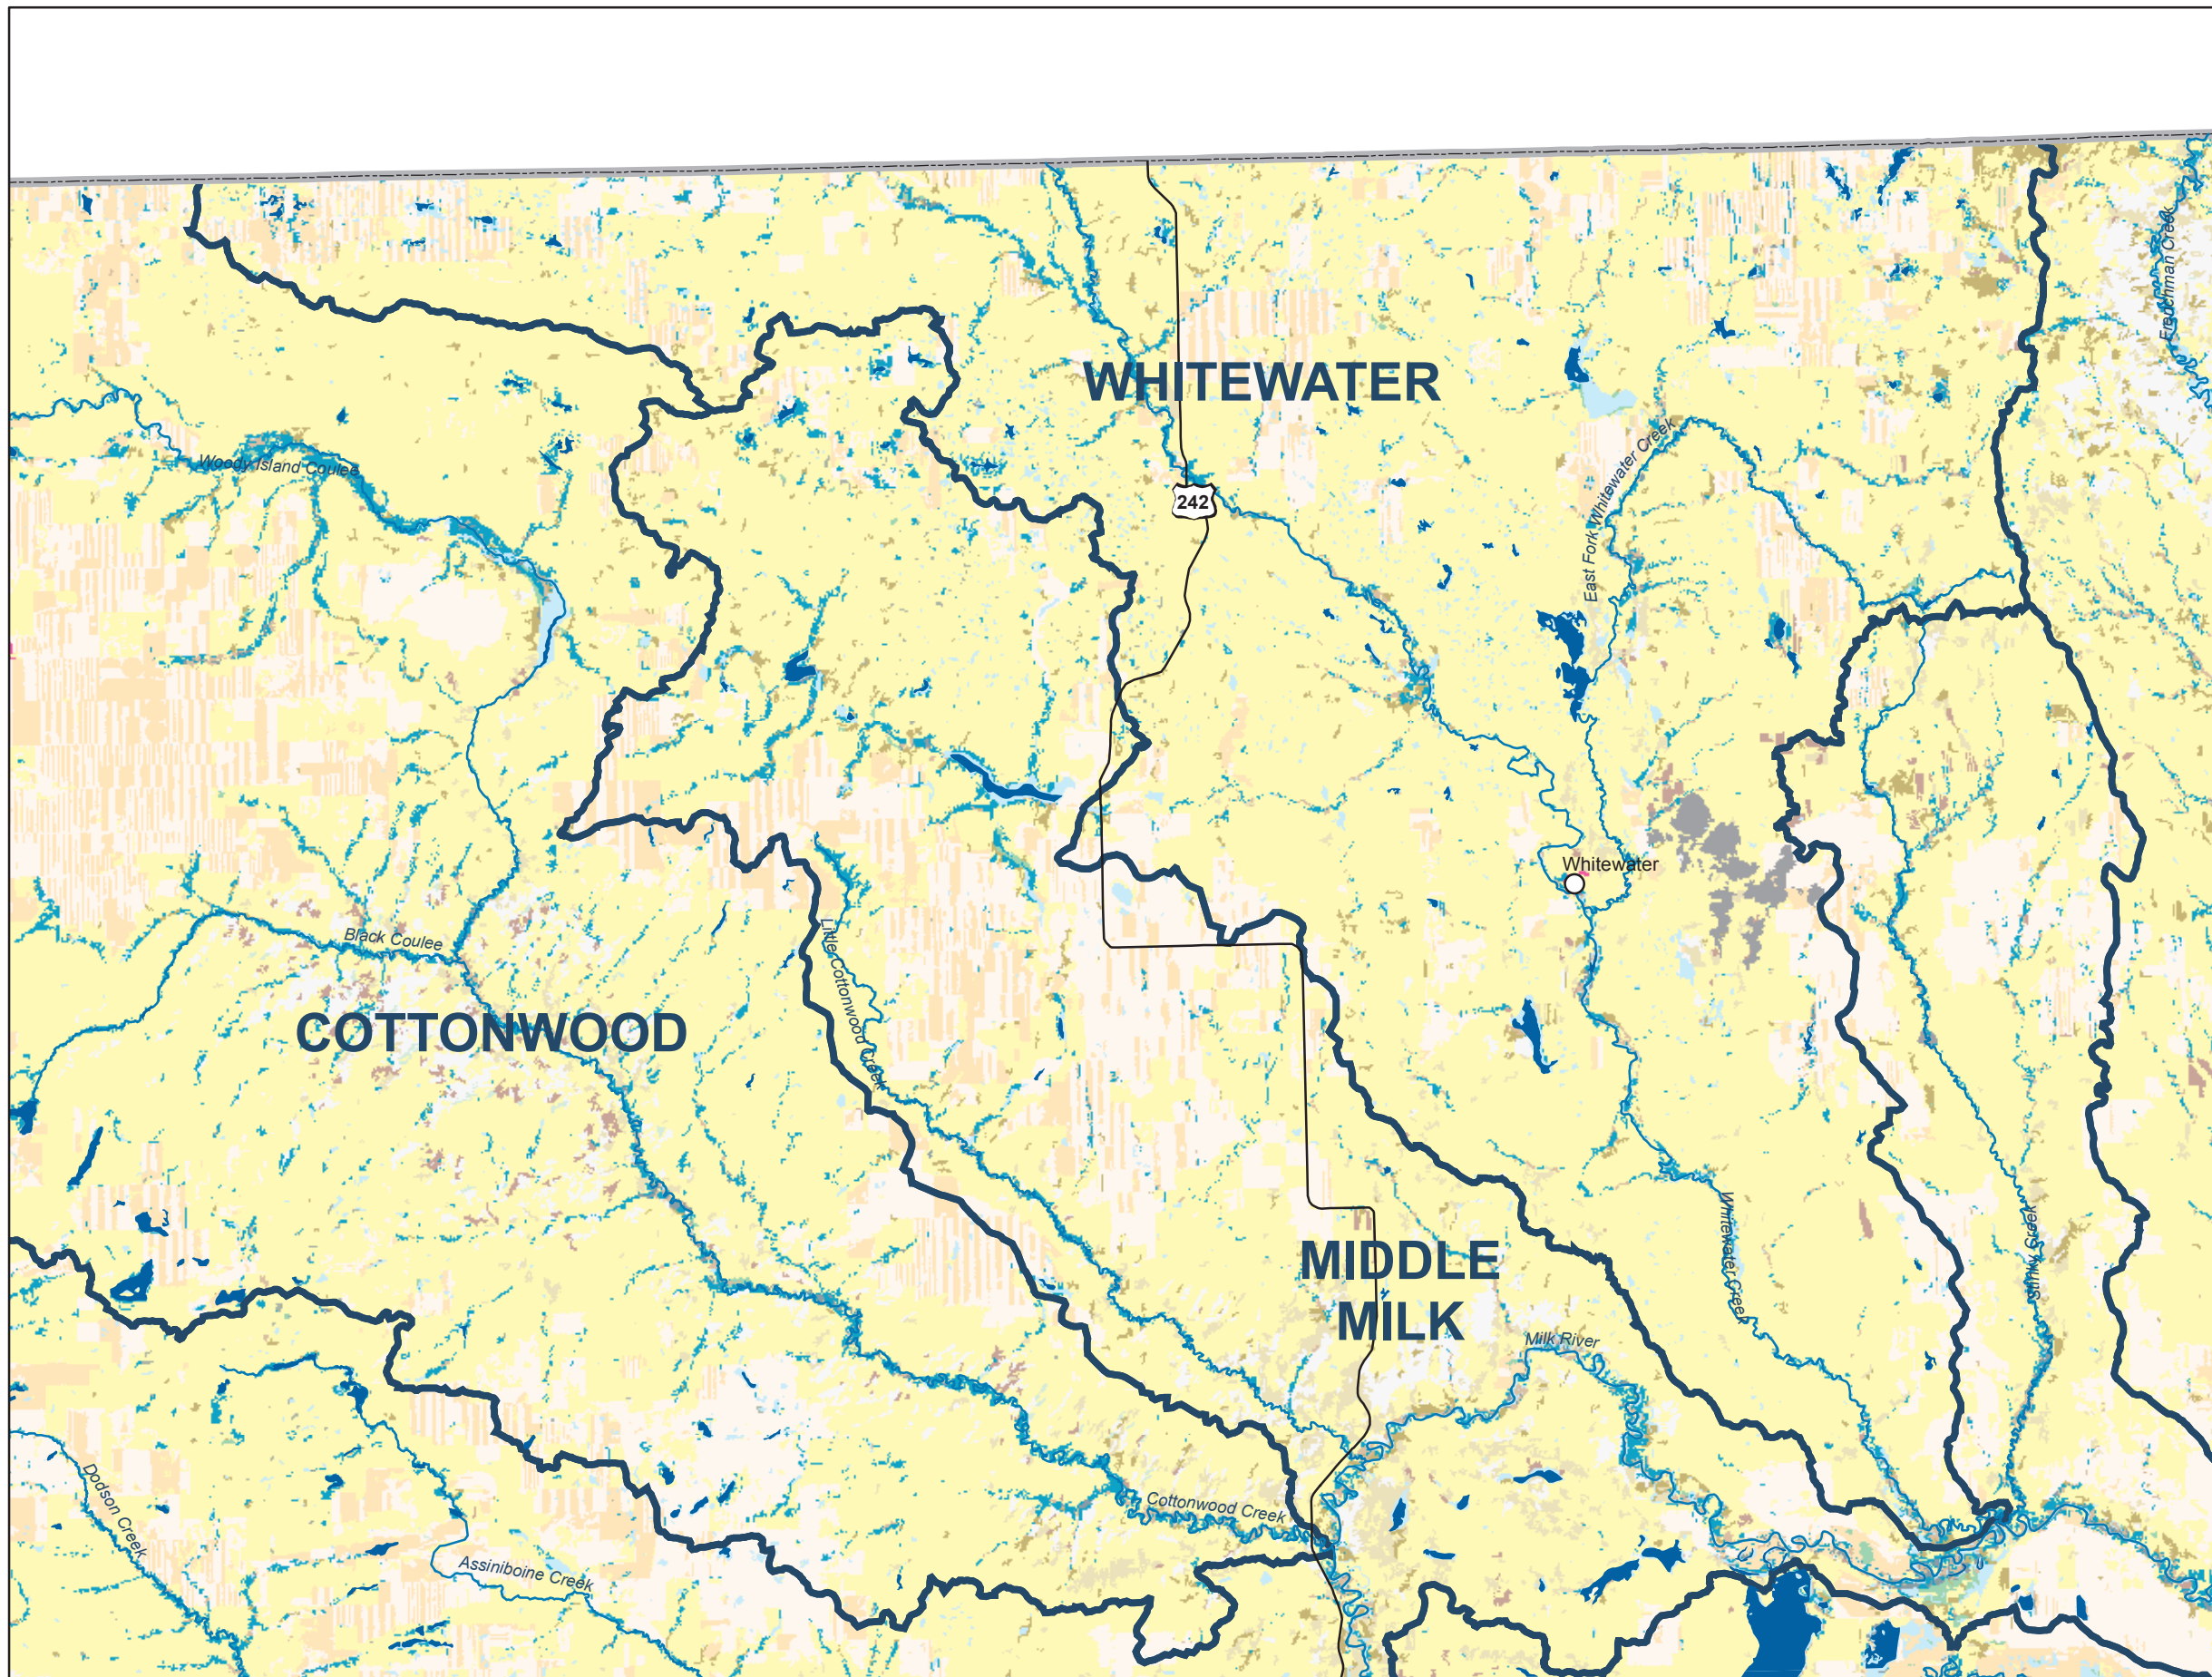 Frenchman Creek
WHITEWATER
Woody Island Coulee
242
East Fork Whitewater Creek
Whitewater
Black Coulee
Little Cottonwood Creek
COTTONWOOD
Whitewater Creek
Stinky Creek
MIDDLE
MILK
Milk River
Dodson Creek
Cottonwood Creek
Assiniboine Creek